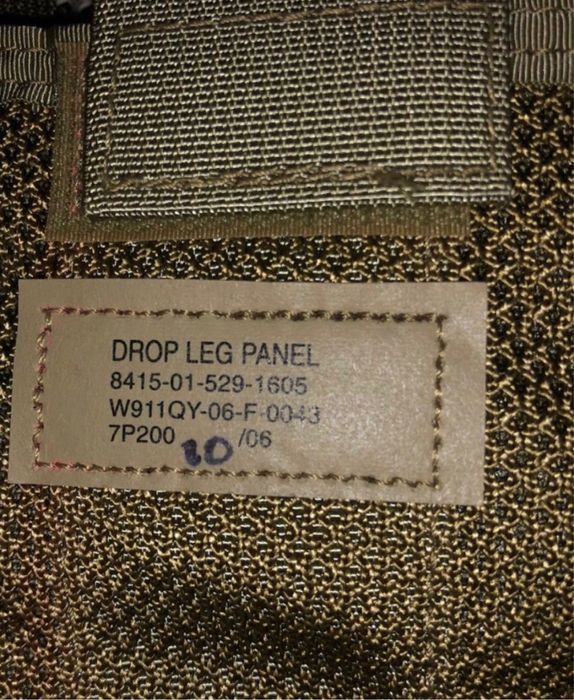 DROP LEG PANEL
8415-01-529-1605
W911QY-06-F-0043
7P200 10 /06